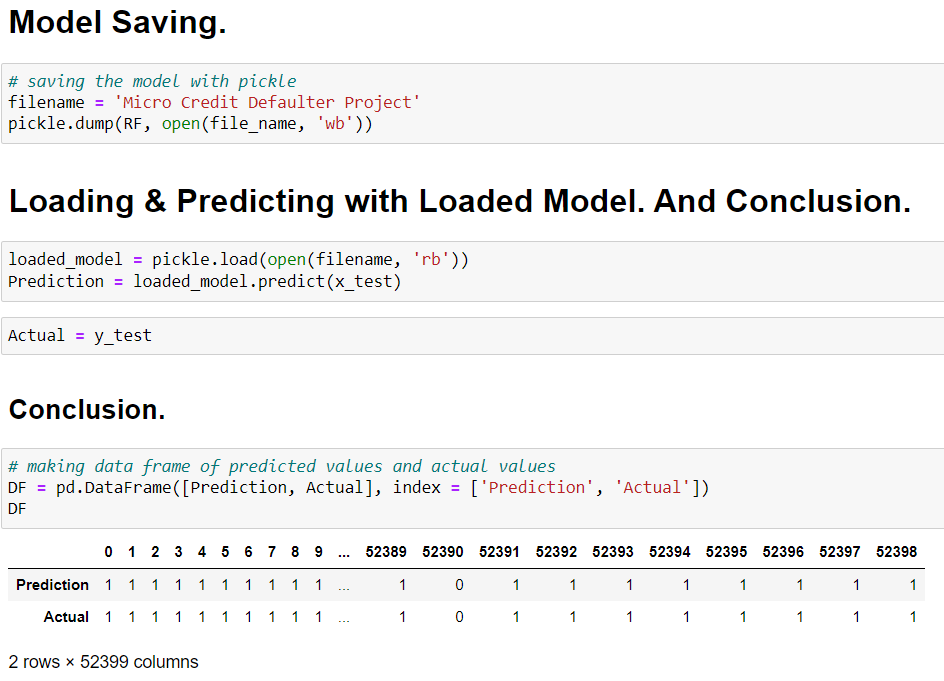 Model Saving.
# saving the model with pickle
filename = 'Micro Credit Defaulter Project'
pickle.dump(RF, open(file_name, 'wb'))
Loading & Predicting with Loaded Model. And Conclusion.
loaded_model = pickle.load(open(filename, 'rb'))
Prediction = loaded_model.predict(x_test)
Actual = y_test
Conclusion.
# making data frame of predicted values and actual values
DF = pd.DataFrame([Prediction, Actual], index = ['Prediction', 'Actual'])
DF
0 1 2 3 4 5 6 7 8 9 ... 52389 52390 52391 52392 52393 52394 52395 52396 52397 52398
Prediction 1 1 1 1 1 1 1 1 1 1 ... 1 0 1 1 1 1 1 1 1 1
Actual 1 1 1 1 1 1 1 1 1 1 ... 1 0 1 1 1 1 1 1 1 1
2 rows × 52399 columns